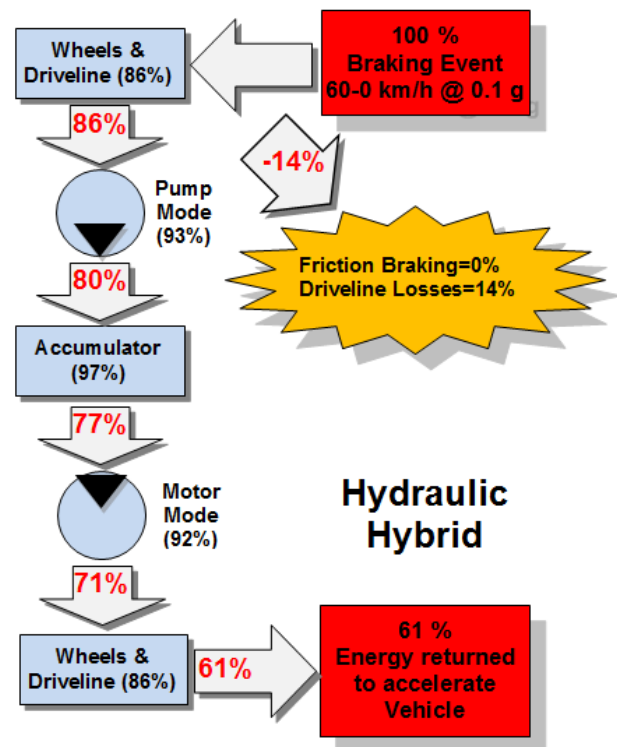 100 %
Braking Event
60-0 km/h @ 0.1 g
Wheels &
Driveline (86%)
86%
-14%
Pump
Mode
(93%)
Friction Braking=0%
Driveline Losses=14%
80%
Accumulator
(97%)
77%
Motor
Mode
(92%)
Hydraulic
Hybrid
71%
Wheels &
Driveline (86%)
61%
61 %
Energy returned
to accelerate
Vehicle